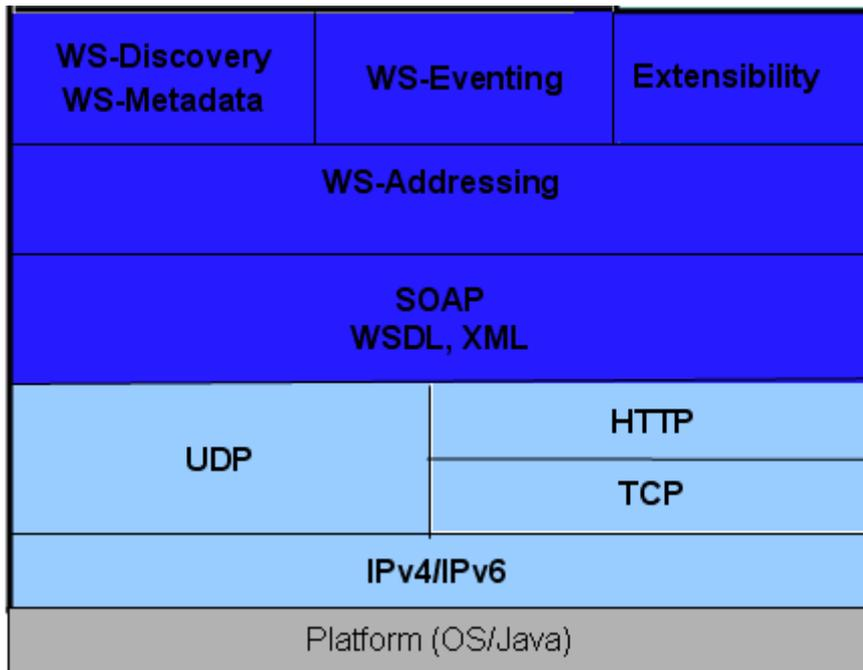 WS-Discovery
WS-Metadata
WS-Eventing
Extensibility
WS-Addressing
SOAP
WSDL, XML
UDP
HTTP
TCP
IPv4/IPv6
Platform (OS/Java)